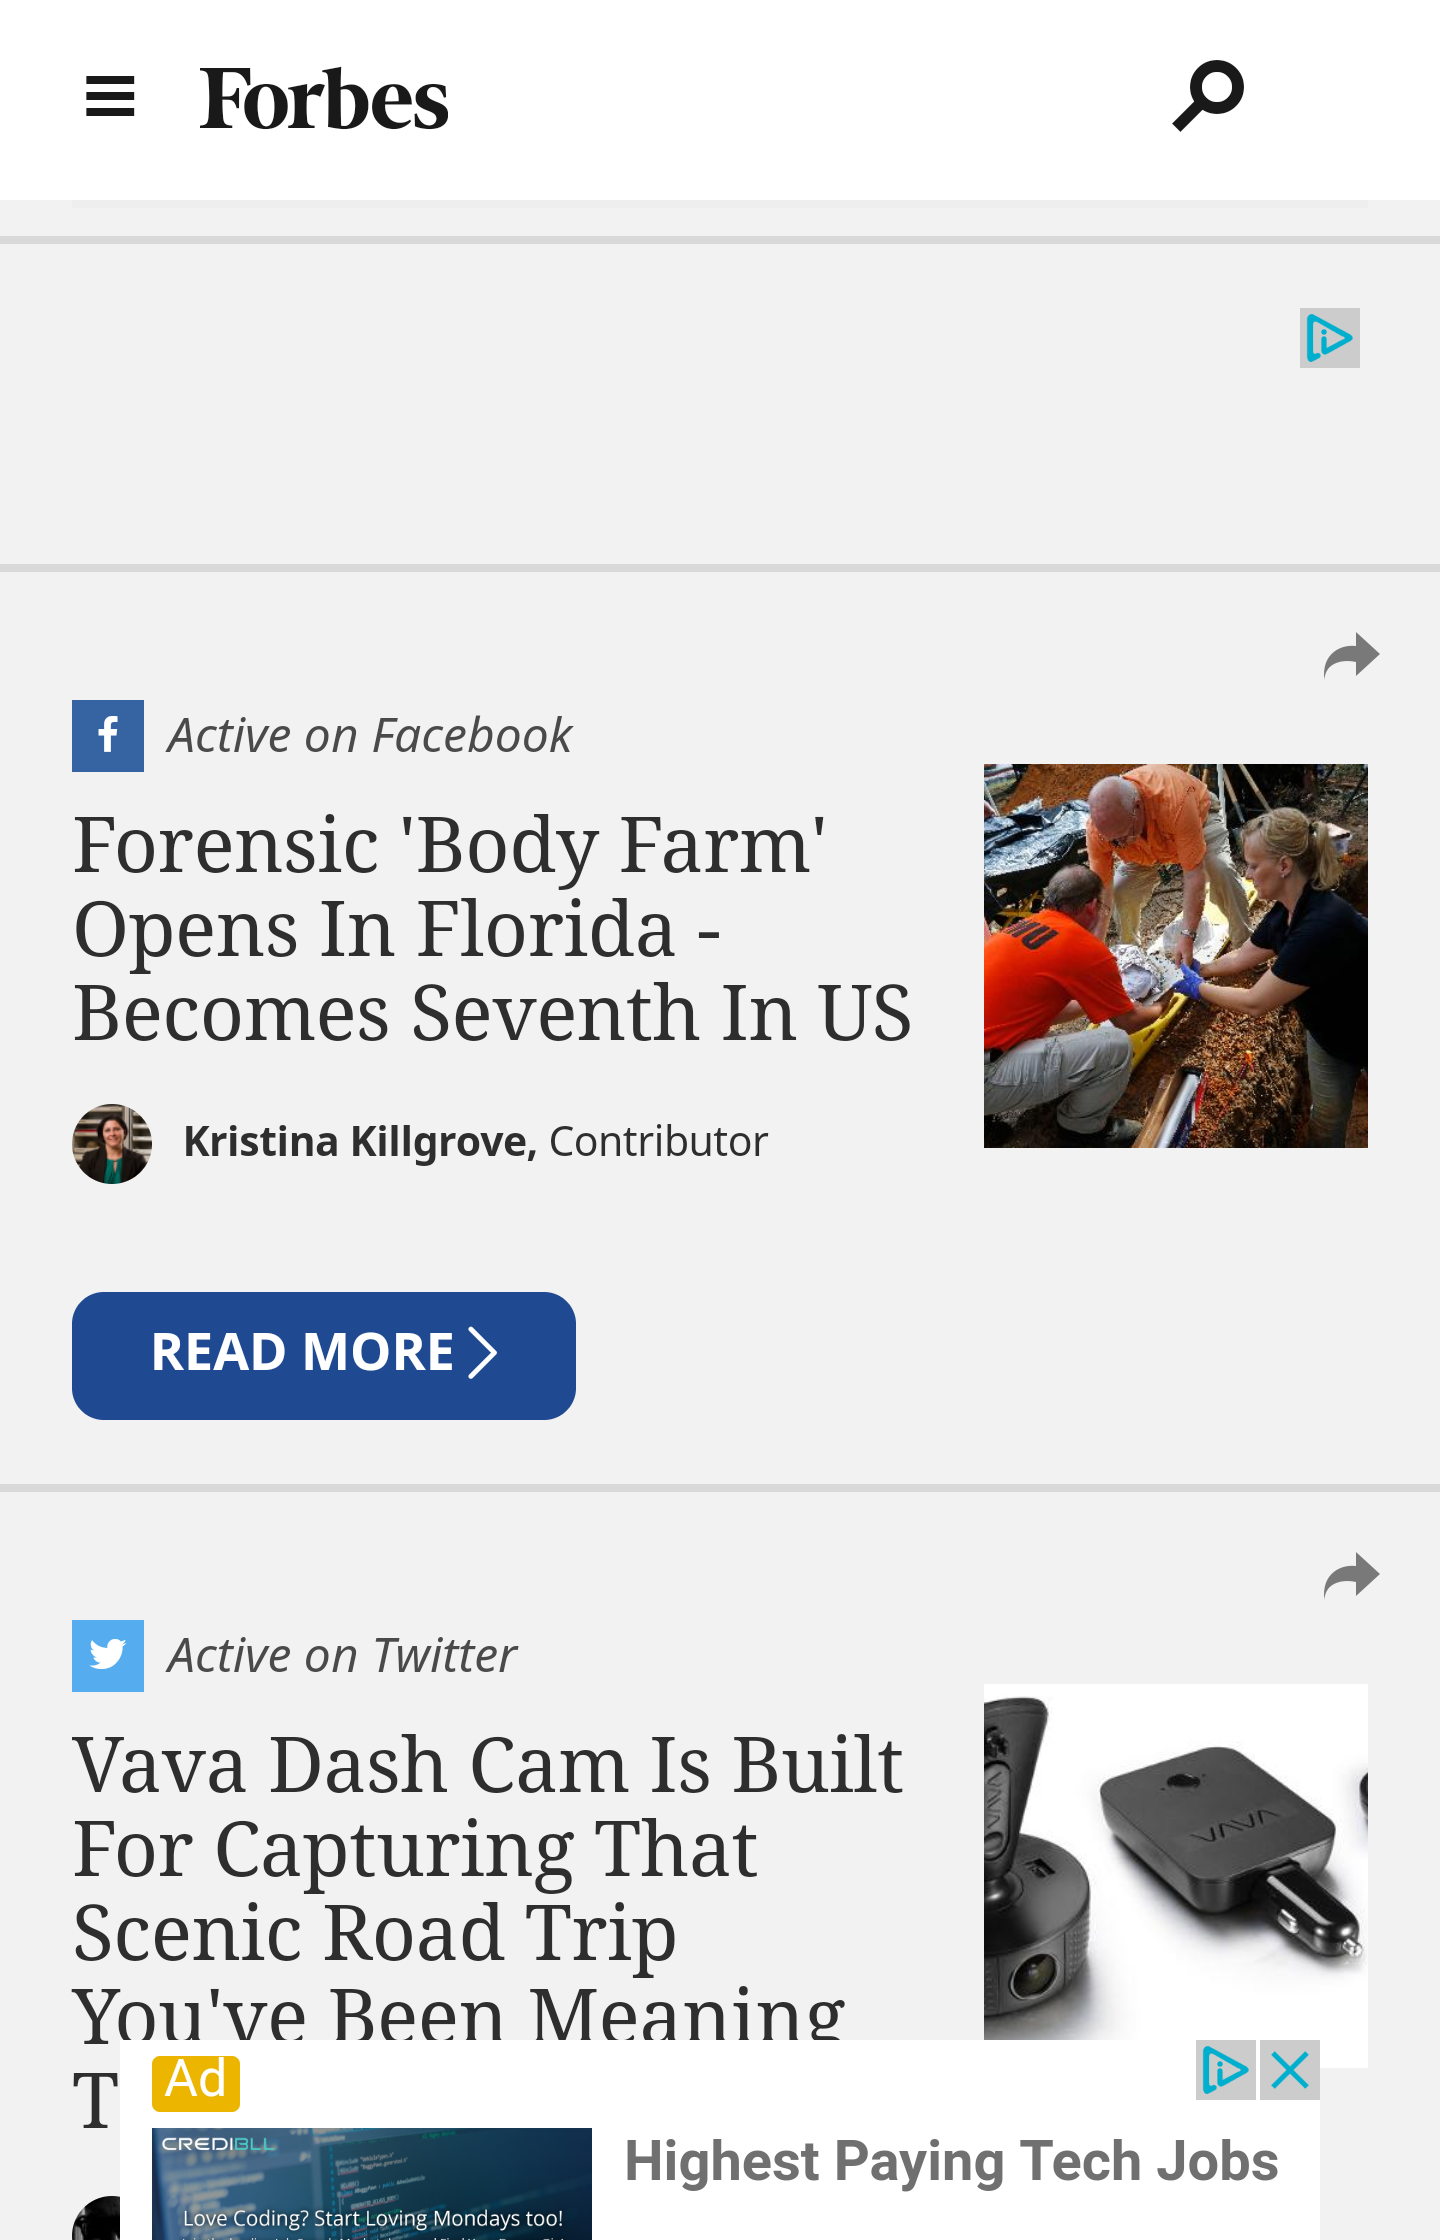 Forbes
Active on Facebook
Forensic 'Body Farm'
Opens In Florida -
Becomes Seventh In US
Kristina Killgrove, Contributor
READ MORE
Active on Twitter
Vava Dash Cam Is Built
For Capturing That
Scenic Road Trip
You've Been Meaning
VAVA
Ad
CREDIBLL
Highest Paying Tech Jobs
Love Coding? Start Loving Mondays too!